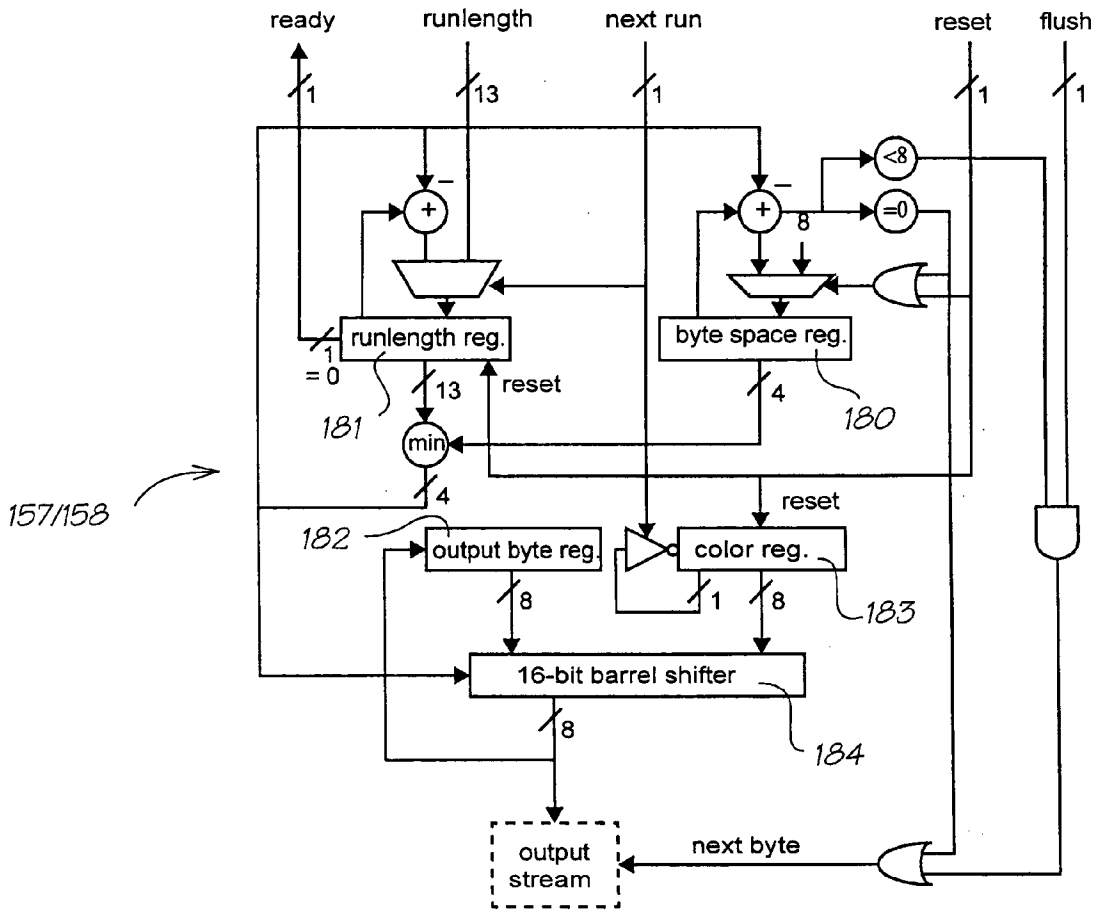 ready
runlength
next run
reset
flush
1
13
1
1
1
−
−
<8
+
+
=0
8
runlength reg.
byte space reg.
1
= 0
181
13
reset
4
180
min
4
reset
157/158
182
output byte reg.
color reg.
8
1
8
183
16-bit barrel shifter
8
184
output
stream
next byte